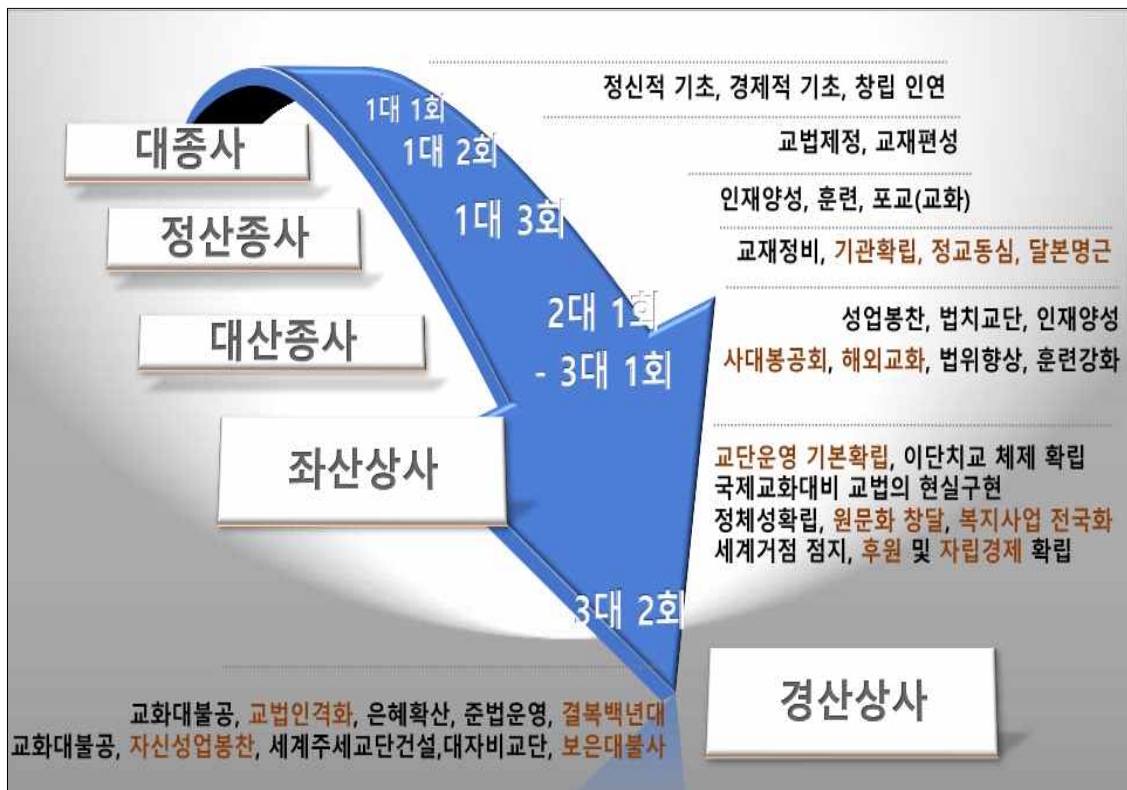 정신적 기초, 경제적 기초, 창립 인연
1대 1회
대종사
1대 2회
교법제정, 교재편성
인재양성, 훈련, 포교(교화)
1대 3회
정산종사
교재정비, 기관확립, 정교동심, 달본명근
2대 1회
- 3대 1회
대산종사
성업봉찬, 법치교단, 인재양성
사대봉공회, 해외교화, 법위향상, 훈련강화
좌산상사
교단운영 기본확립, 이단치교 체제 확립
국제교화대비 교법의 현실구현
정체성확립, 원문화 창달, 복지사업 전국화
세계거점 점지, 후원 및 자립경제 확립
3대 2회
경산상사
교화대불공, 교법인격화, 은혜확산, 준법운영, 결복백년대
교화대불공, 자신성업봉찬, 세계주세교단건설,대자비교단, 보은대불사